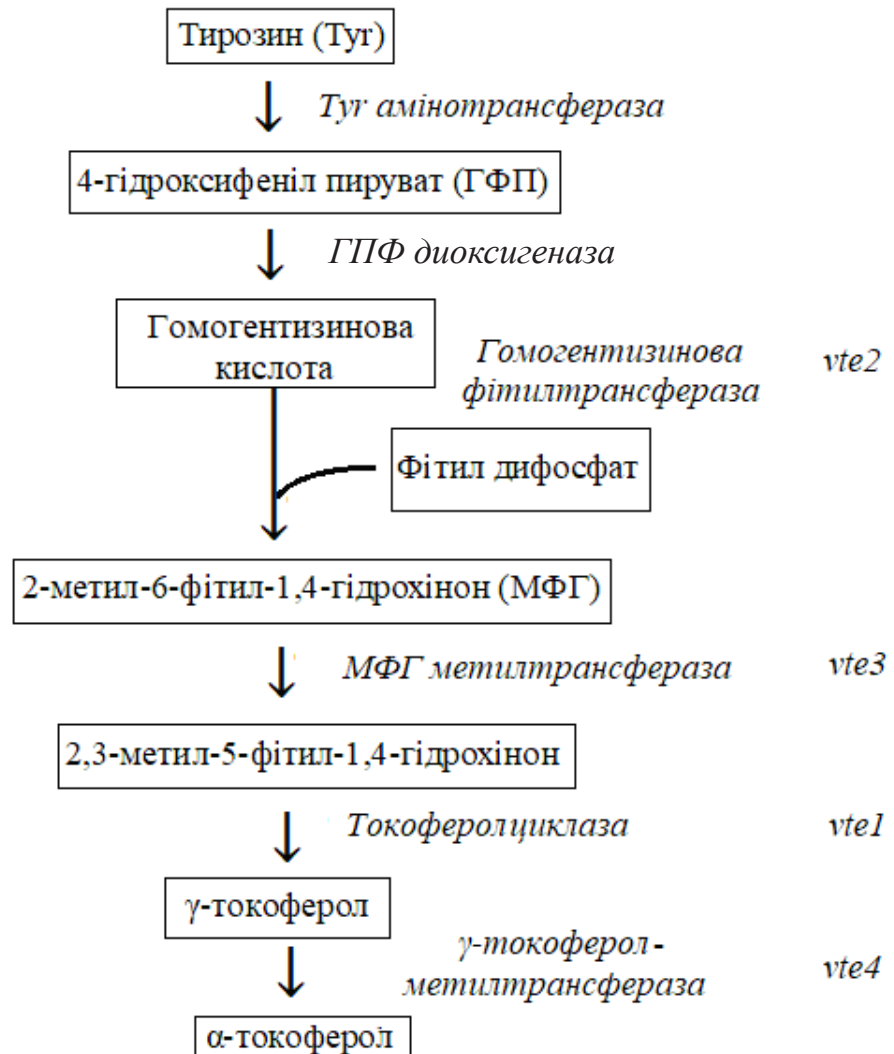 Тирозин (Tyr)
Tyr амінотрансфераза
4-гідроксифеніл пируват (ГФП)
ГПФ диоксигеназа
Гомогентизинова
кислота
Гомогентизинова
фітилтрансфераза
vte2
Фітил дифосфат
2-метил-6-фітил-1,4-гідрохінон (МФГ)
МФГ метилтрансфераза
vte3
2,3-метил-5-фітил-1,4-гідрохінон
Токоферолциклаза
vte1
γ-токоферол
γ-токоферол-
метилтрансфераза
vte4
α-токоферол